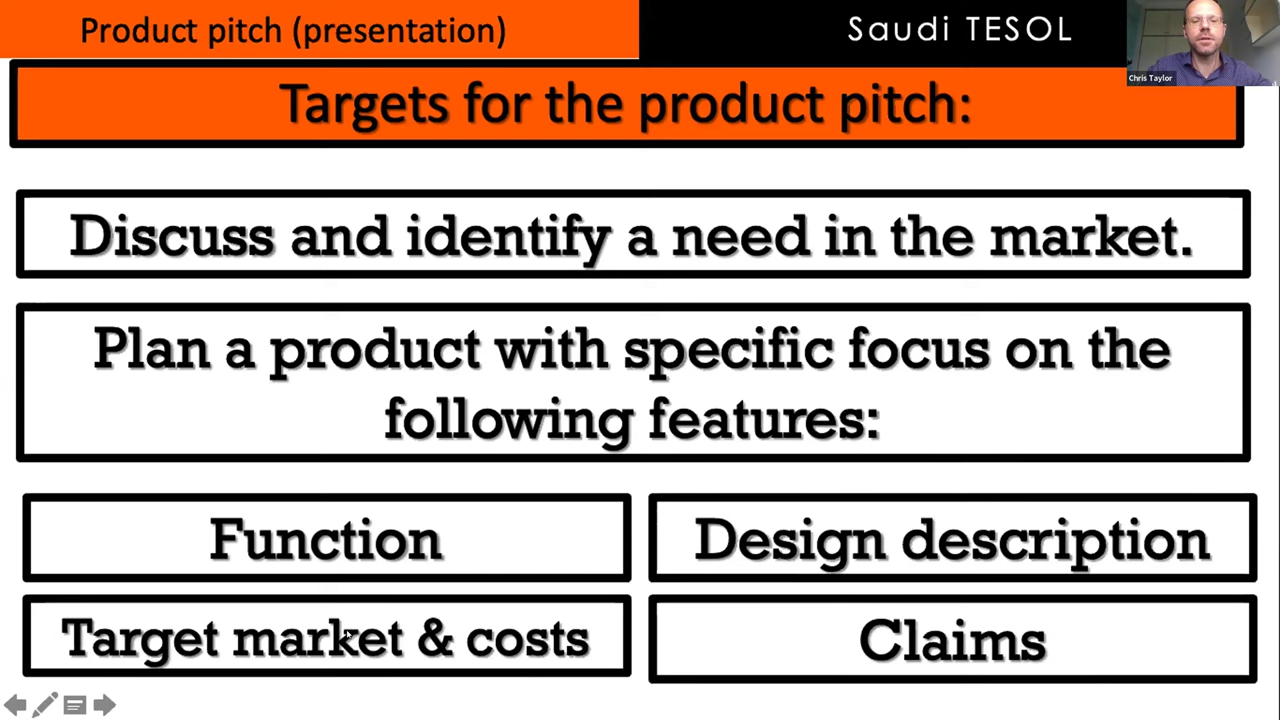 Product pitch (presentation)
Saudi TESOL
Chris Taylor
Targets for the product pitch:
Discuss and identify a need in the market.
Plan a product with specific focus on the
following features:
Function
Design description
Target market & costs
Claims